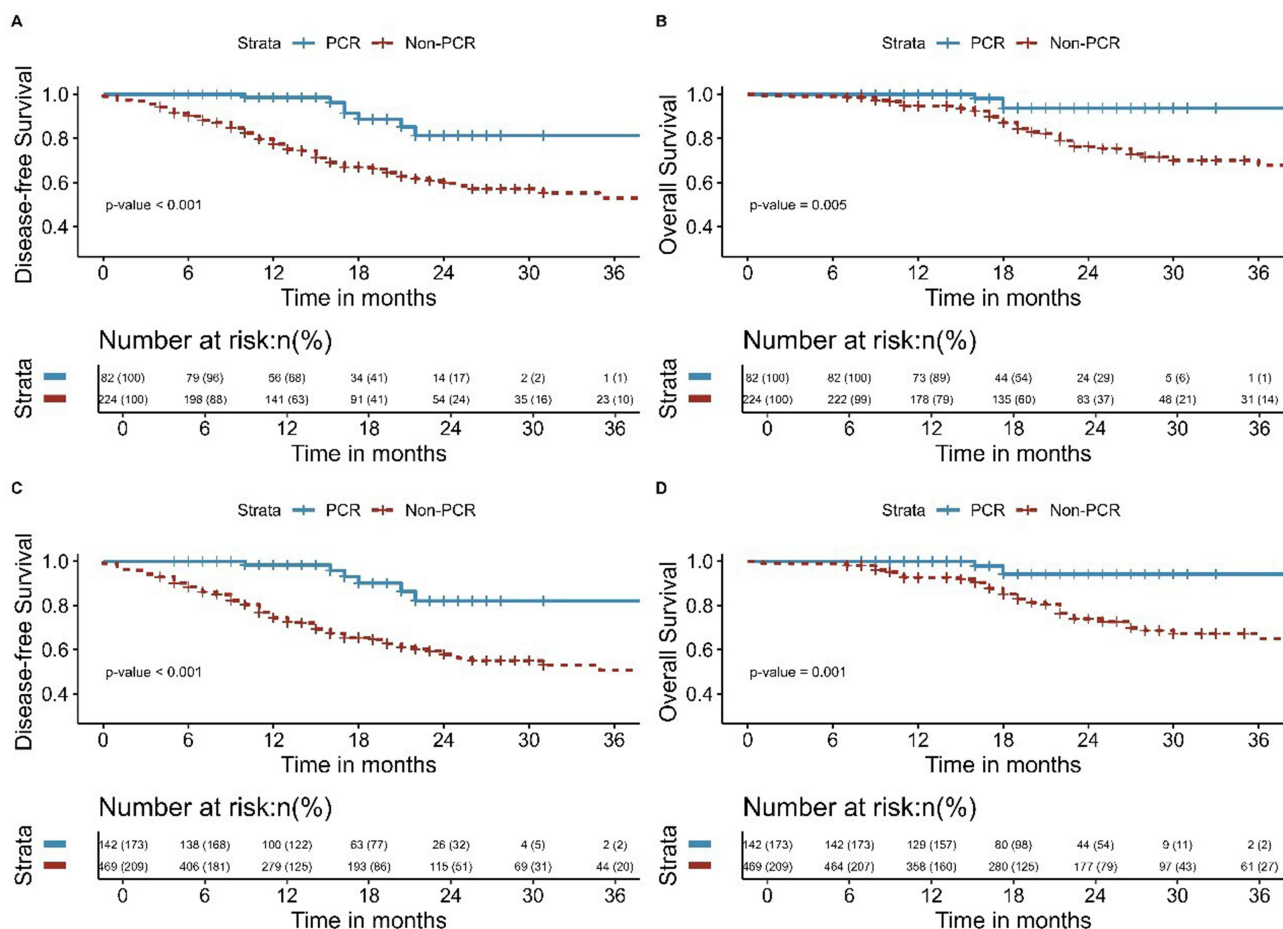 A
Strata PCR Non-PCR
Disease-free Survival
1.0
0.8
0.6
0.4
p-value < 0.001
0 6 12 18 24 30 36
Time in months
Number at risk:n(%)
Strata
82 (100) 79 (96) 56 (68) 34 (41) 14 (17) 2 (2) 1 (1)
224 (100) 198 (88) 141 (63) 91 (41) 54 (24) 35 (16) 23 (10)
0 6 12 18 24 30 36
Time in months
B
Strata PCR Non-PCR
Overall Survival
1.0
0.8
0.6
0.4
p-value = 0.005
0 6 12 18 24 30 36
Time in months
Number at risk:n(%)
Strata
82 (100) 82 (100) 73 (89) 44 (54) 24 (29) 5 (6) 1 (1)
224 (100) 222 (99) 178 (79) 135 (60) 83 (37) 48 (21) 31 (14)
0 6 12 18 24 30 36
Time in months
C
Strata PCR Non-PCR
Disease-free Survival
1.0
0.8
0.6
0.4
p-value < 0.001
0 6 12 18 24 30 36
Time in months
Number at risk:n(%)
Strata
142 (173) 138 (168) 100 (122) 63 (77) 26 (32) 4 (5) 2 (2)
469 (209) 406 (181) 279 (125) 193 (86) 115 (51) 69 (31) 44 (20)
0 6 12 18 24 30 36
Time in months
D
Strata PCR Non-PCR
Overall Survival
1.0
0.8
0.6
0.4
p-value = 0.001
0 6 12 18 24 30 36
Time in months
Number at risk:n(%)
Strata
142 (173) 142 (173) 129 (157) 80 (98) 44 (54) 9 (11) 2 (2)
469 (209) 464 (207) 358 (160) 280 (125) 177 (79) 97 (43) 61 (27)
0 6 12 18 24 30 36
Time in months